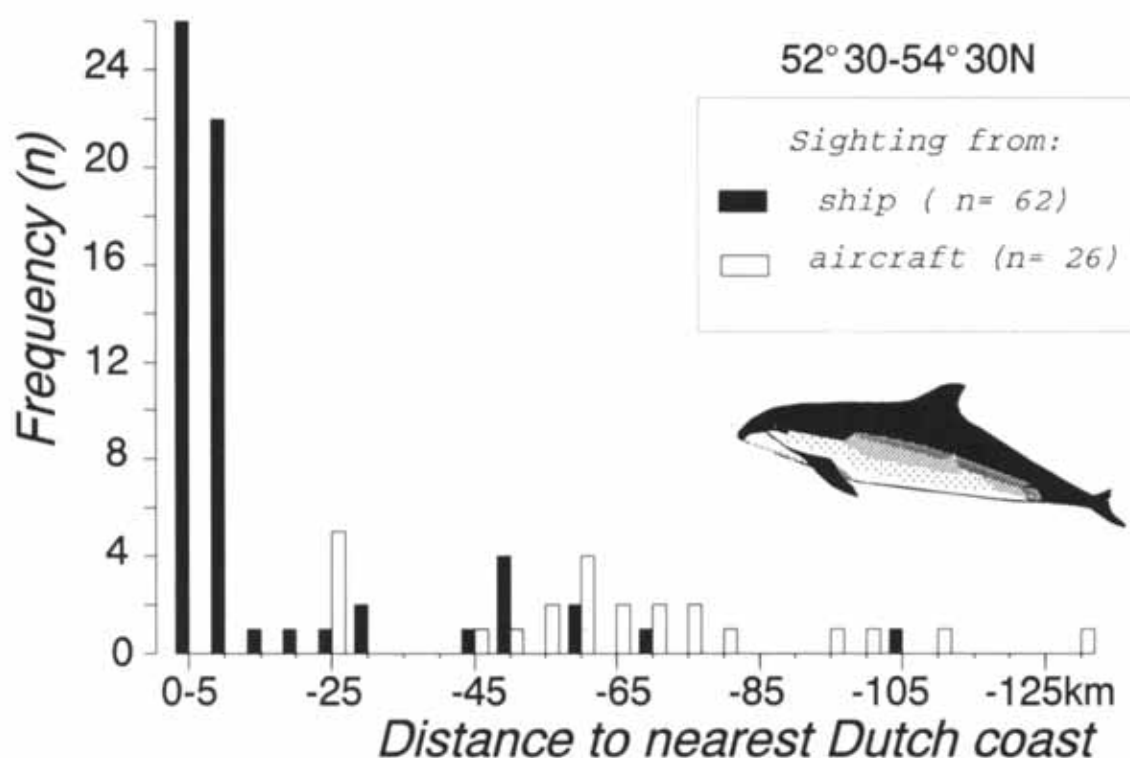 52°30-54°30N
Sighting from:
ship ( n= 62)
aircraft (n= 26)
Frequency (n)
24
20
16
12
8
4
0
0-5 -25 -45 -65 -85 -105 -125km
Distance to nearest Dutch coast